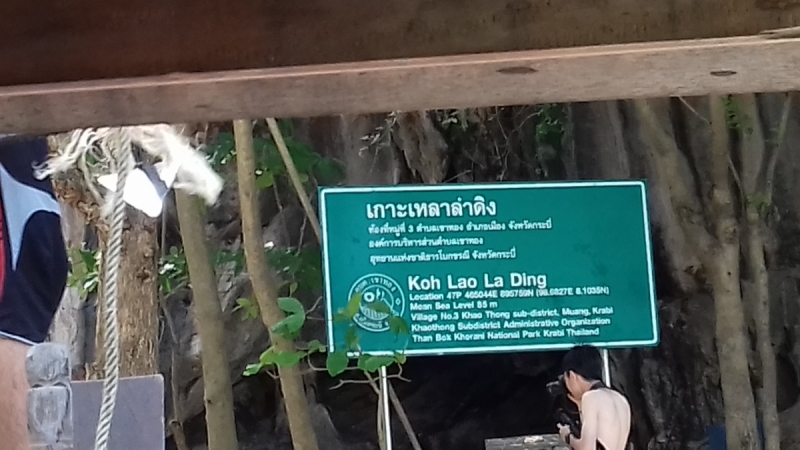 เกาะเหลาลาดิง
ท้องที่หมู่ที่ 3 ตำบลเขาทอง อำเภอเมือง จังหวัดกระบี่
องค์การบริหารส่วนตำบลเขาทอง
อุทยานแห่งชาติธารโบกขรณี จังหวัดกระบี่
Koh Lao La Ding
Location 47P 465044E 895759N (98.6827E 8.1035N)
Mean Sea Level 85 m
Village No.3 Khao Thong sub-district, Muang, Krabi
Khaothong Subdistrict Administrative Organization
Than Bok Khorani National Park Krabi Thailand